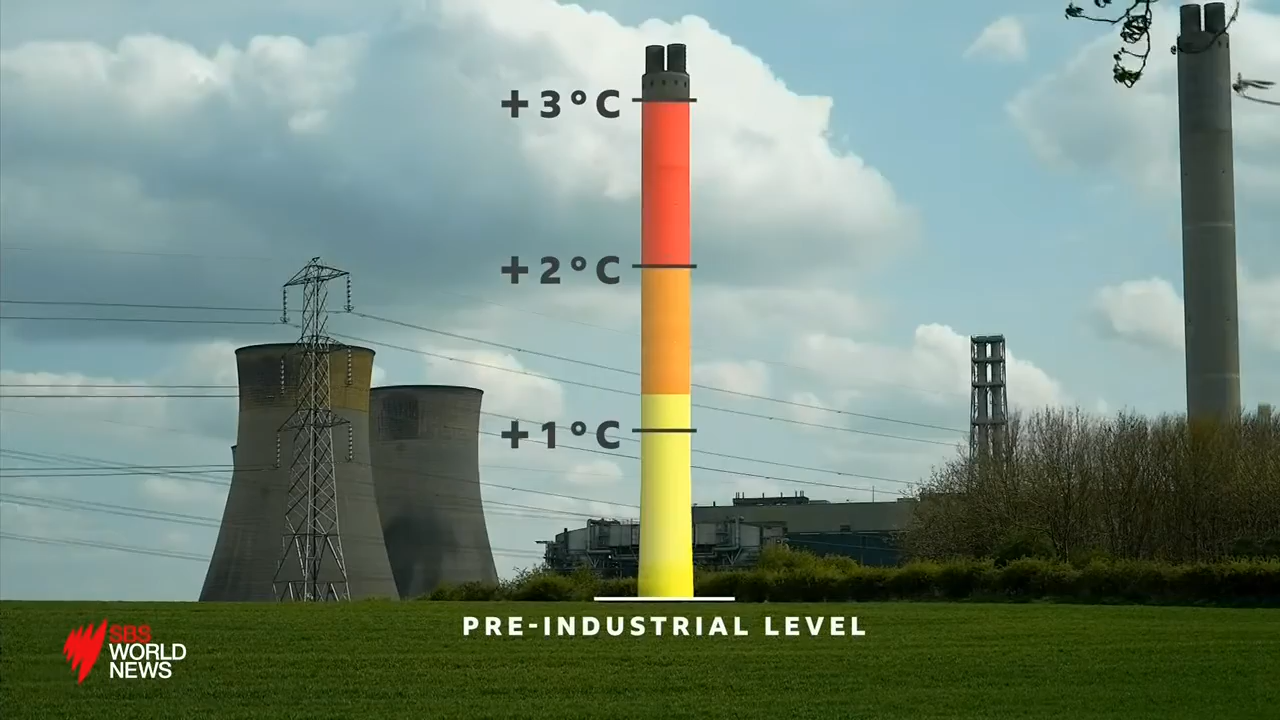 +3°C
+2°C
+1°C
PRE-INDUSTRIAL LEVEL
SBS
WORLD
NEWS